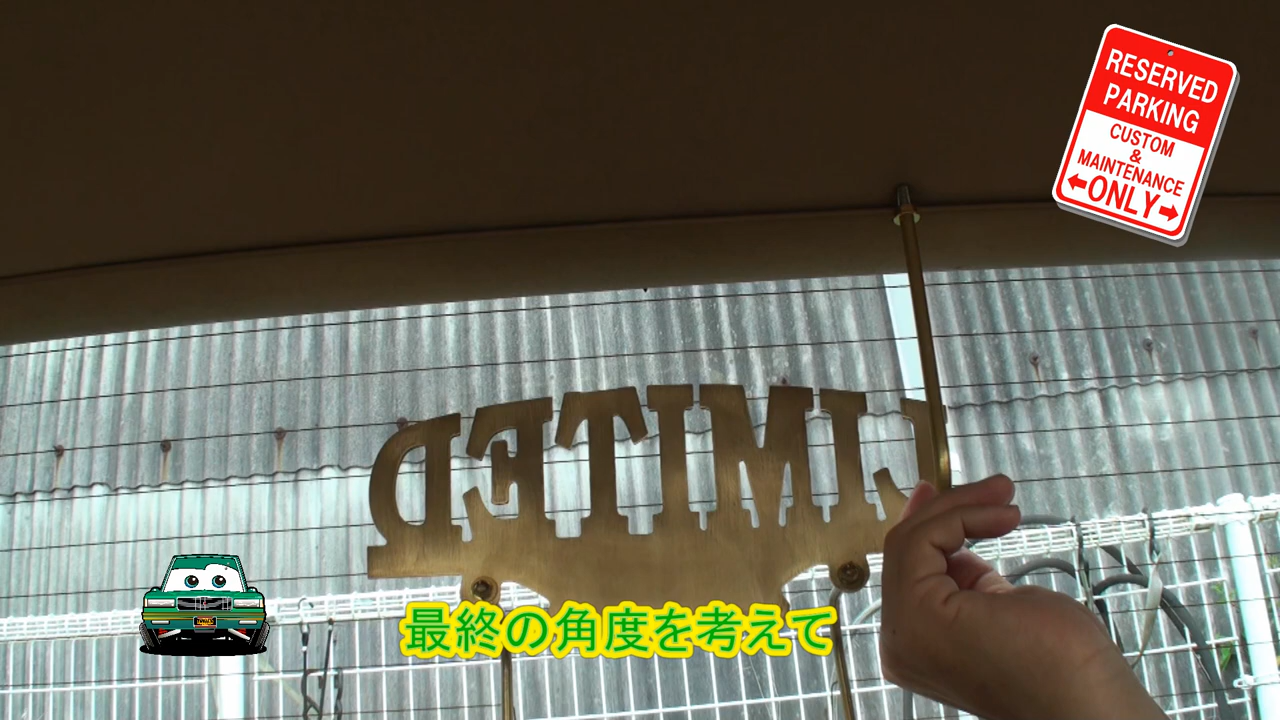 RESERVED
PARKING
CUSTOM
&
MAINTENANCE
ONLY
LIMITED
最終の角度を考えて